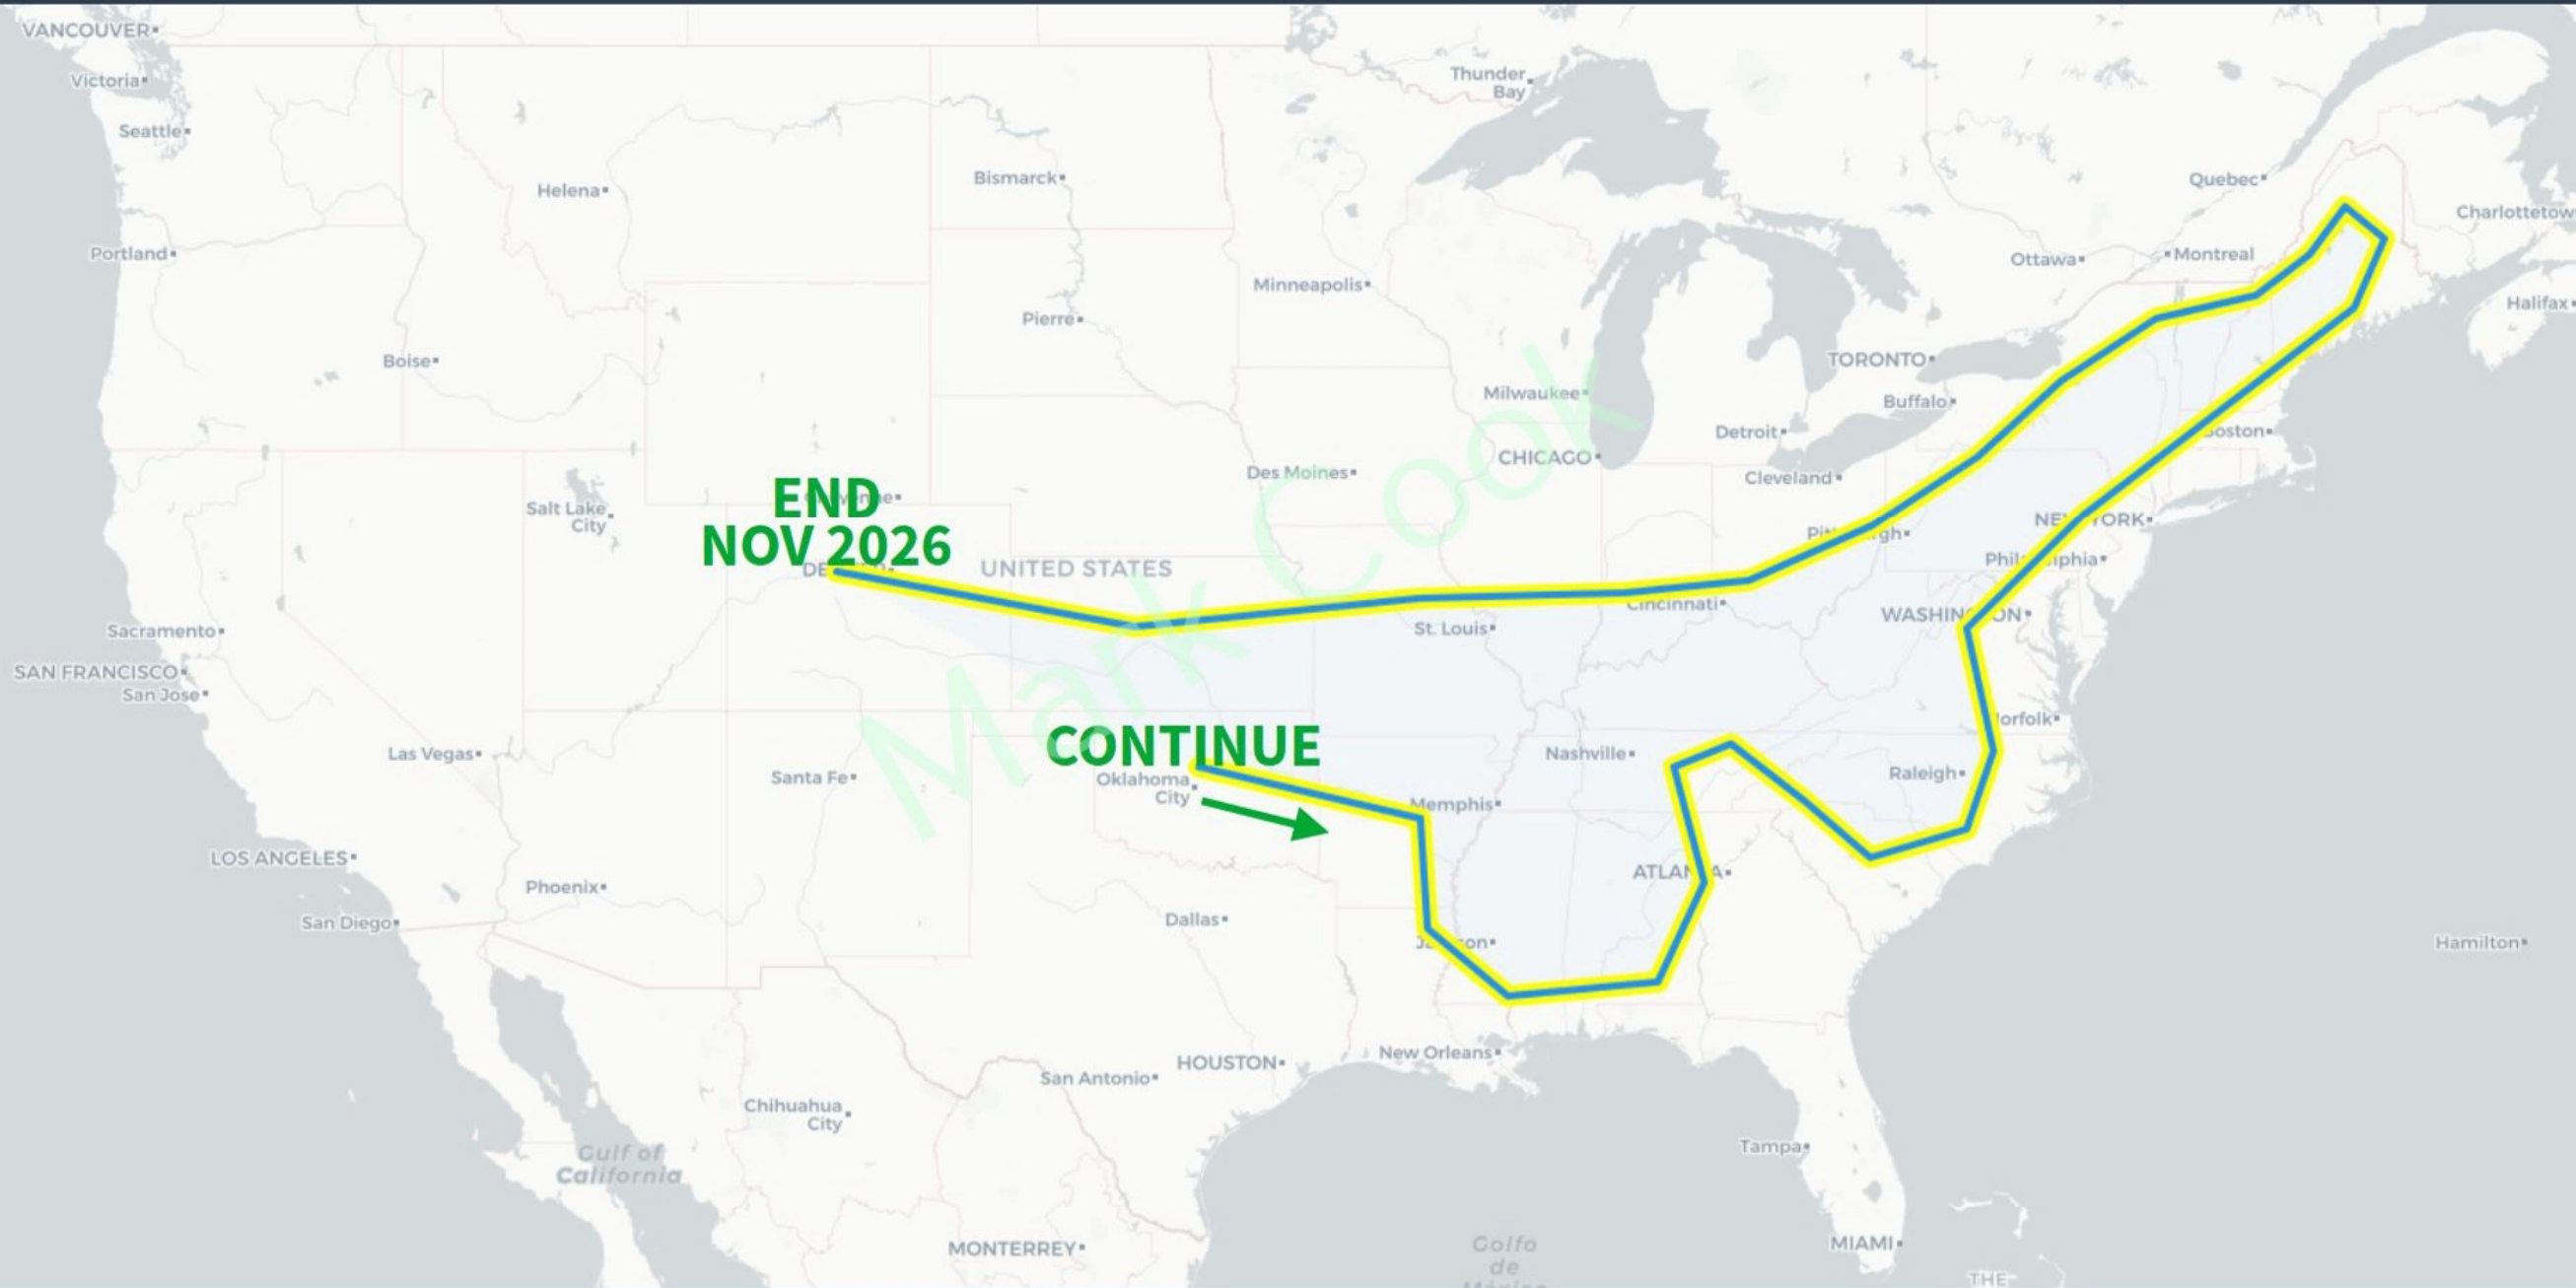 VANCOUVER
Victoria
Seattle
Portland
Helena
Bismarck
Thunder
Bay
Quebec
Charlottetow
Ottawa
Montreal
Halifax
Minneapolis
Pierre
Boise
TORONTO
Buffalo
Milwaukee
Detroit
Boston
CHICAGO
Cleveland
Des Moines
END
NOV 2026
Salt Lake
City
UNITED STATES
Cincinnati
St. Louis
Sacramento
SAN FRANCISCO
San Jose
Mark Cook
CONTINUE
Las Vegas
Santa Fe
Oklahoma
City
Nashville
Memphis
Raleigh
LOS ANGELES
Phoenix
San Diego
Dallas
Hamilton
New Orleans
HOUSTON
San Antonio
Chihuahua
City
Gulf of
California
Tampa
MONTERREY
MIAMI
Golfo
de
THE